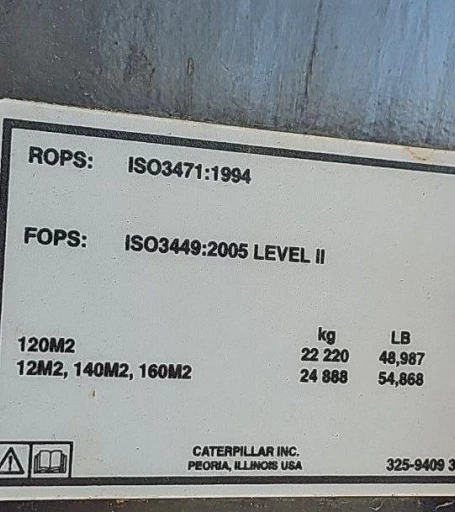 ROPS: ISO3471:1994
FOPS: ISO3449:2005 LEVEL II
kg LB
120M2 22 220 48,987
12M2, 140M2, 160M2 24 888 54,868
CATERPILLAR INC.
PEORIA, ILLINOIS USA 325-9409 3